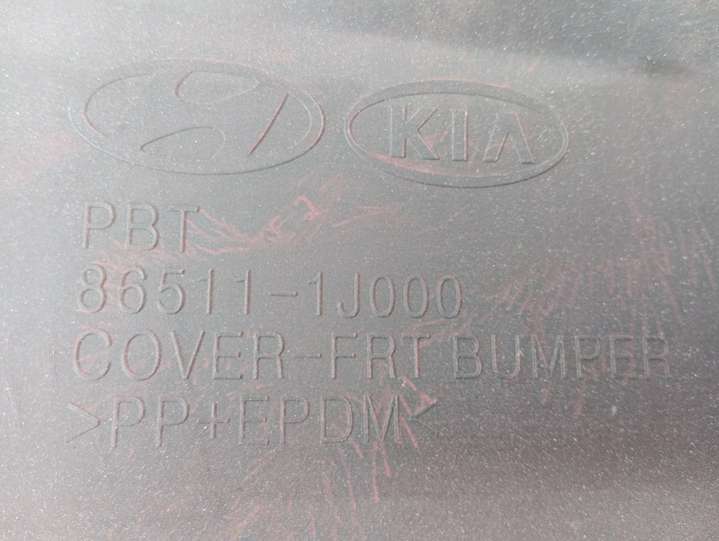 KIA
PBT
86511-1J000
COVER-FRT BUMPER
>PP+EPDM<